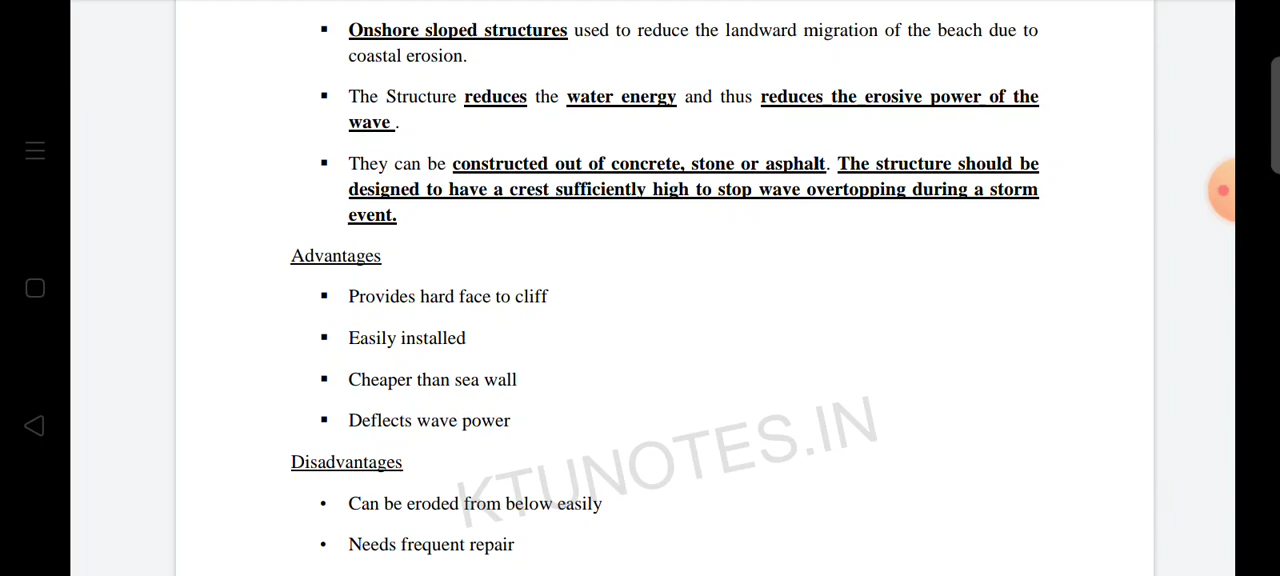 Onshore sloped structures used to reduce the landward migration of the beach due to
coastal erosion.
The Structure reduces the water energy and thus reduces the erosive power of the
wave .
They can be constructed out of concrete, stone or asphalt. The structure should be
designed to have a crest sufficiently high to stop wave overtopping during a storm
event.
Advantages
Provides hard face to cliff
Easily installed
Cheaper than sea wall
Deflects wave power
Disadvantages
Can be eroded from below easily
Needs frequent repair
KTUNOTES.IN